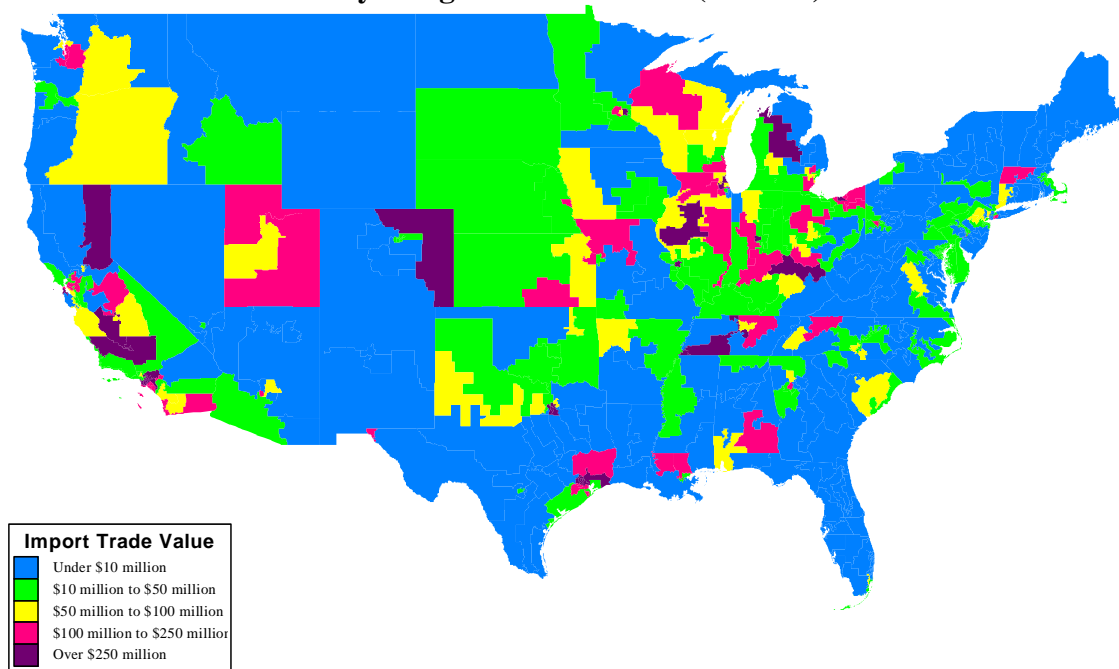 Import Trade Value
Under $10 million
$10 million to $50 million
$50 million to $100 million
$100 million to $250 million
Over $250 million